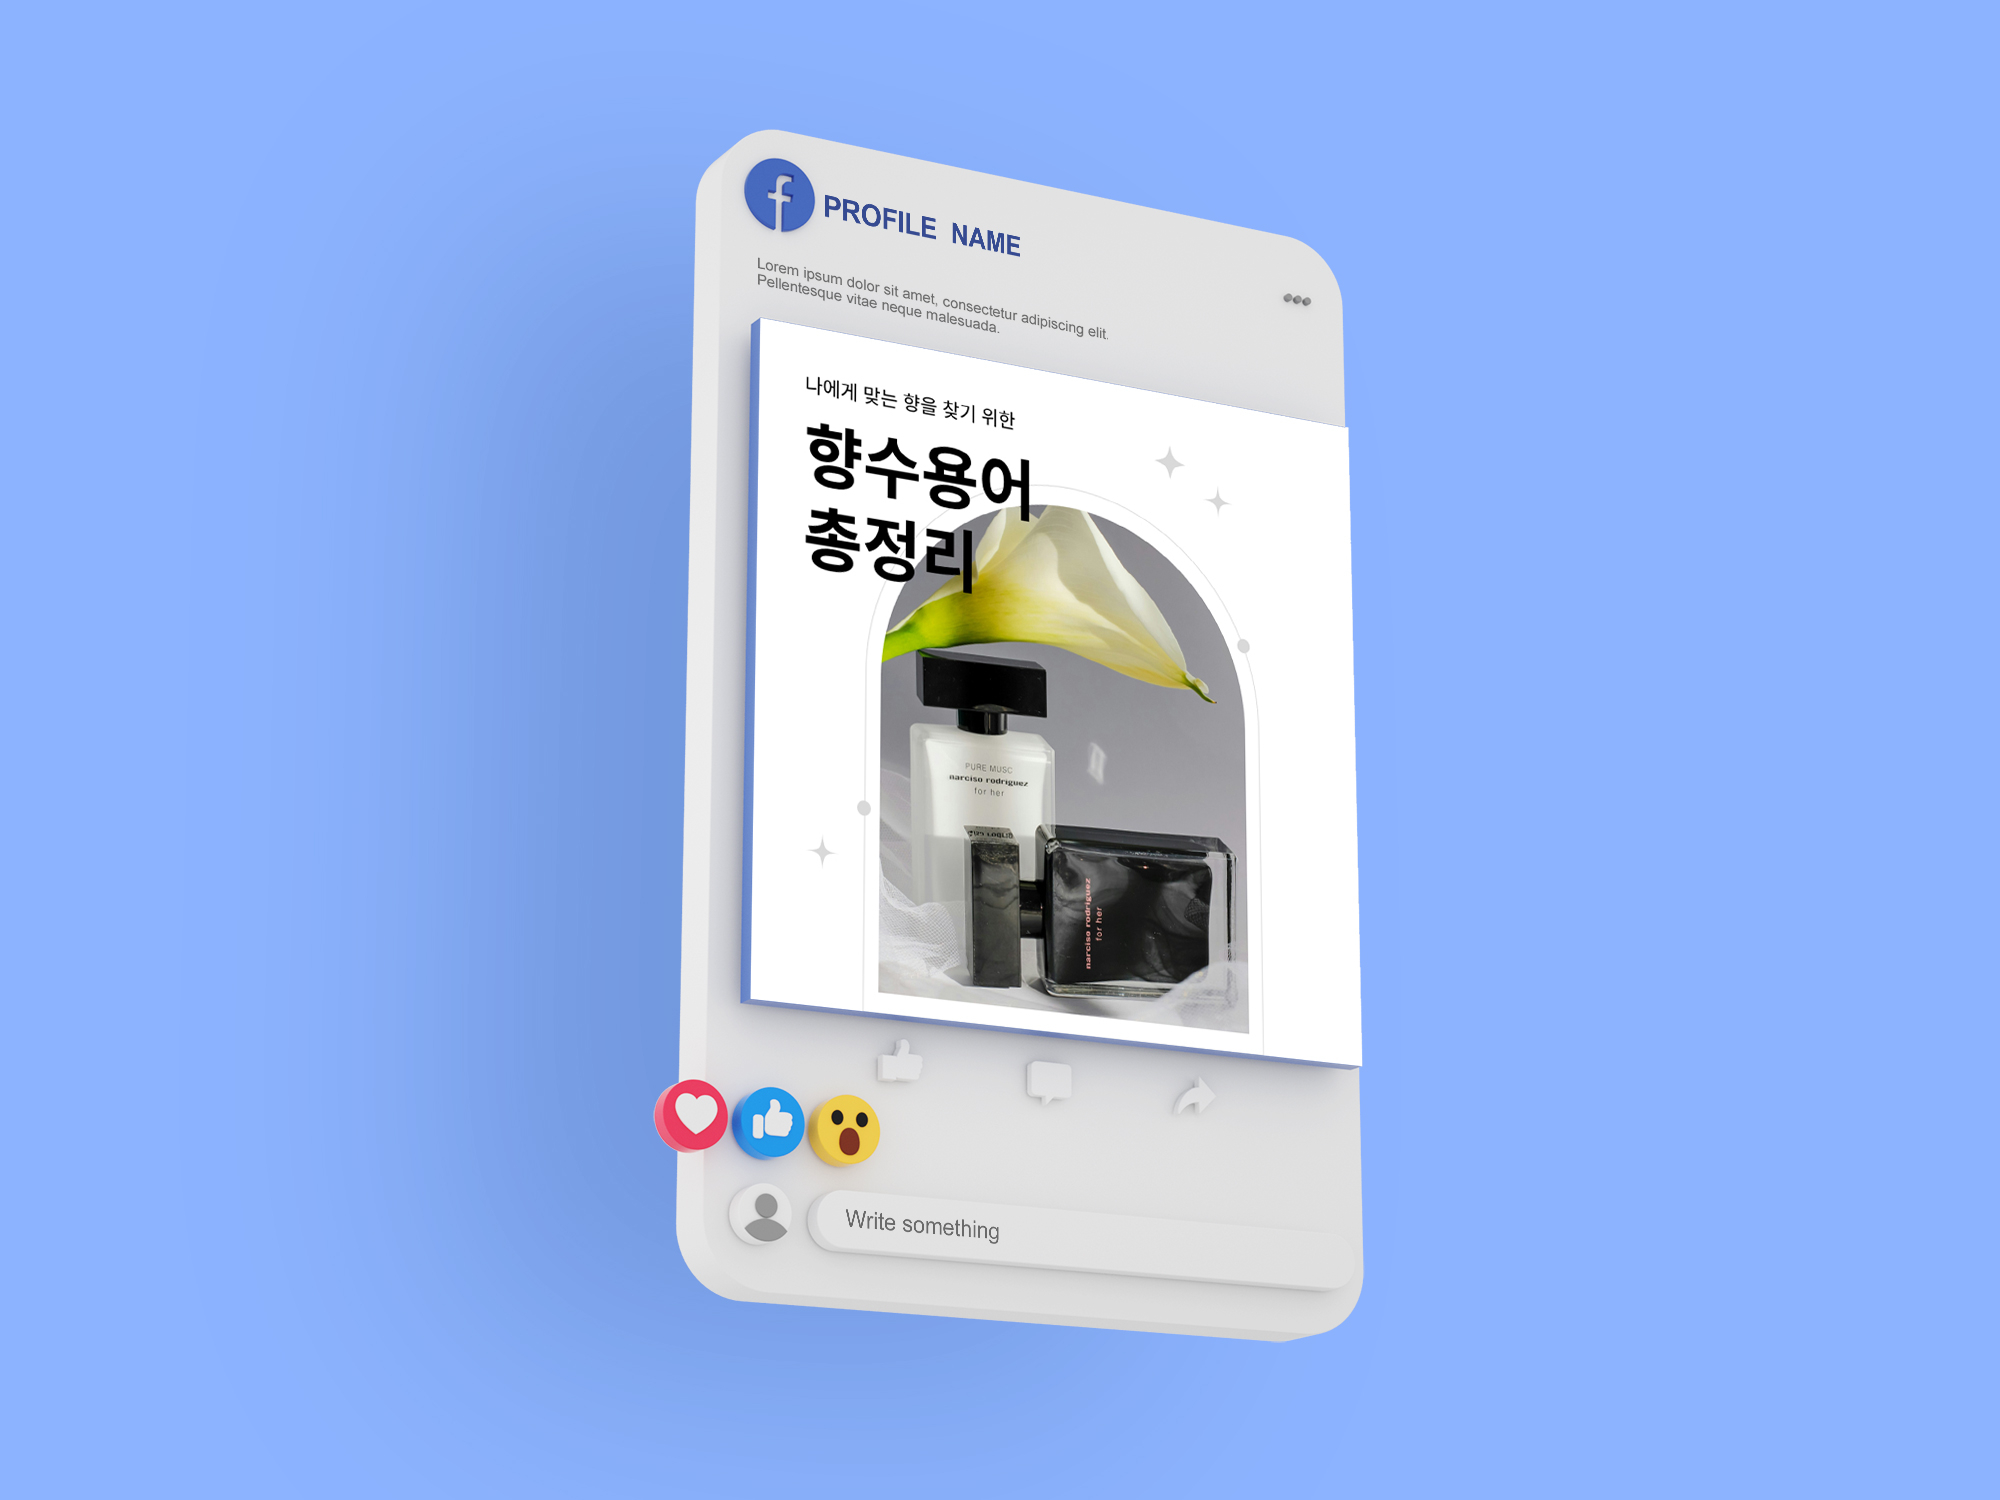 PROFILE NAME
Lorem ipsum dolor sit amet, consectetur adipiscing elit.
Pellentesque vitae neque malesuada.
나에게 맞는 향을 찾기 위한
향수용어
총정리
PURE MUSC
narciso rodriguez
for her
narciso rodriguez
for her
Write something